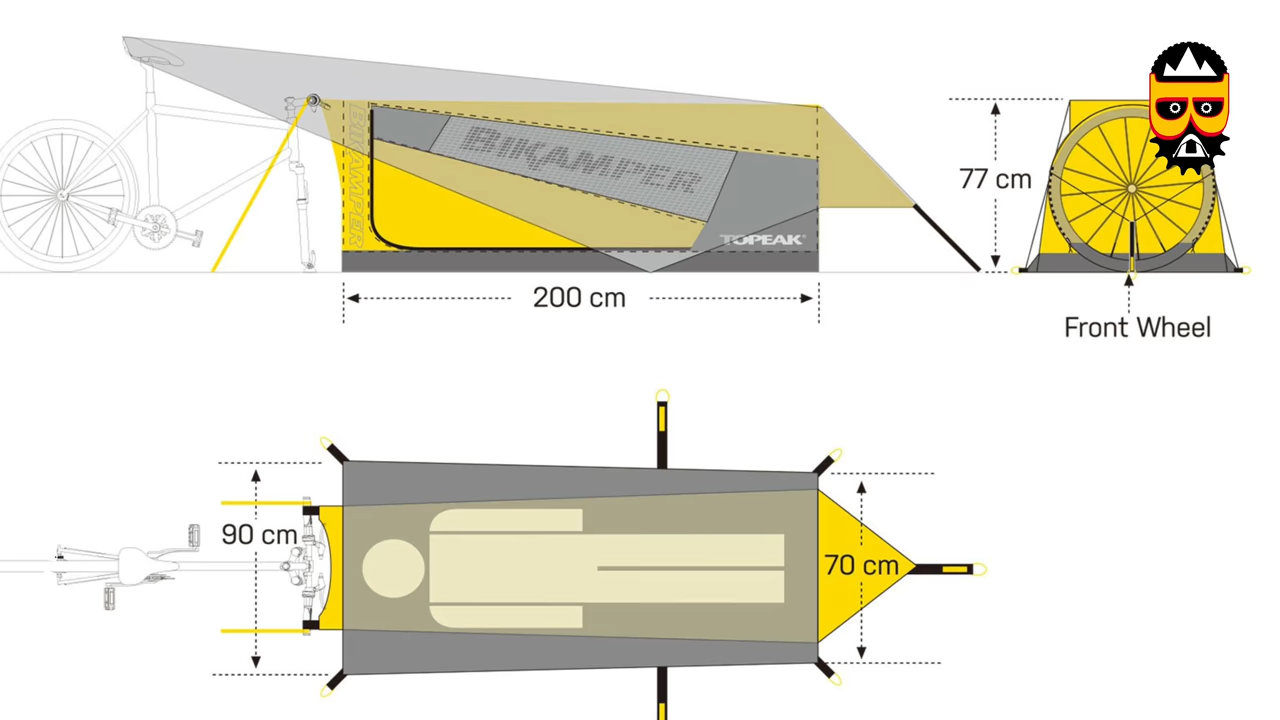 BIKAMPER
BIKAMPER
TOPEAK®
200 cm
77 cm
Front Wheel
90 cm
70 cm